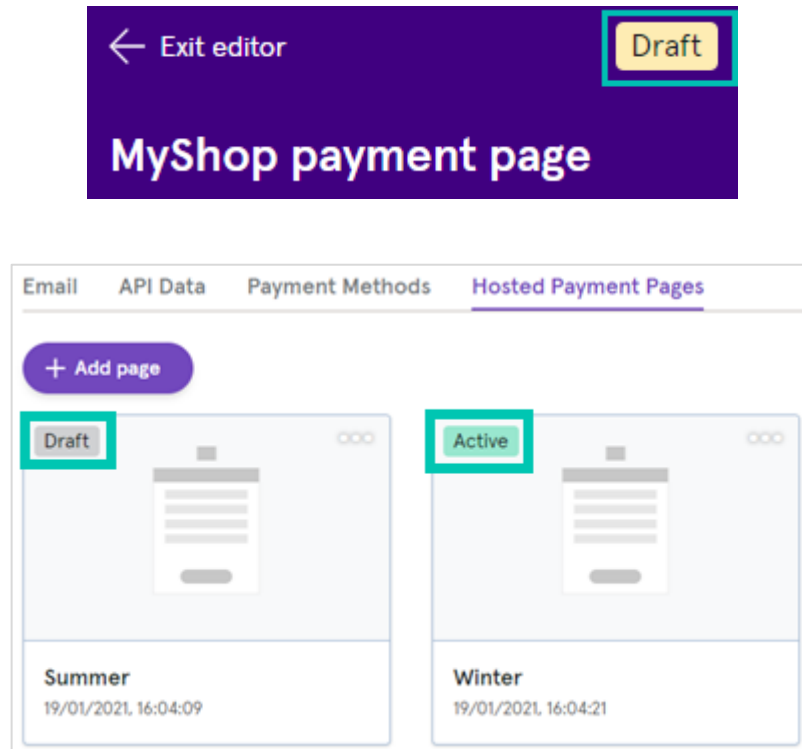 ← Exit editor Draft
MyShop payment page
Email API Data Payment Methods Hosted Payment Pages
+ Add page
Draft Active
Summer Winter
19/01/2021, 16:04:09 19/01/2021, 16:04:21